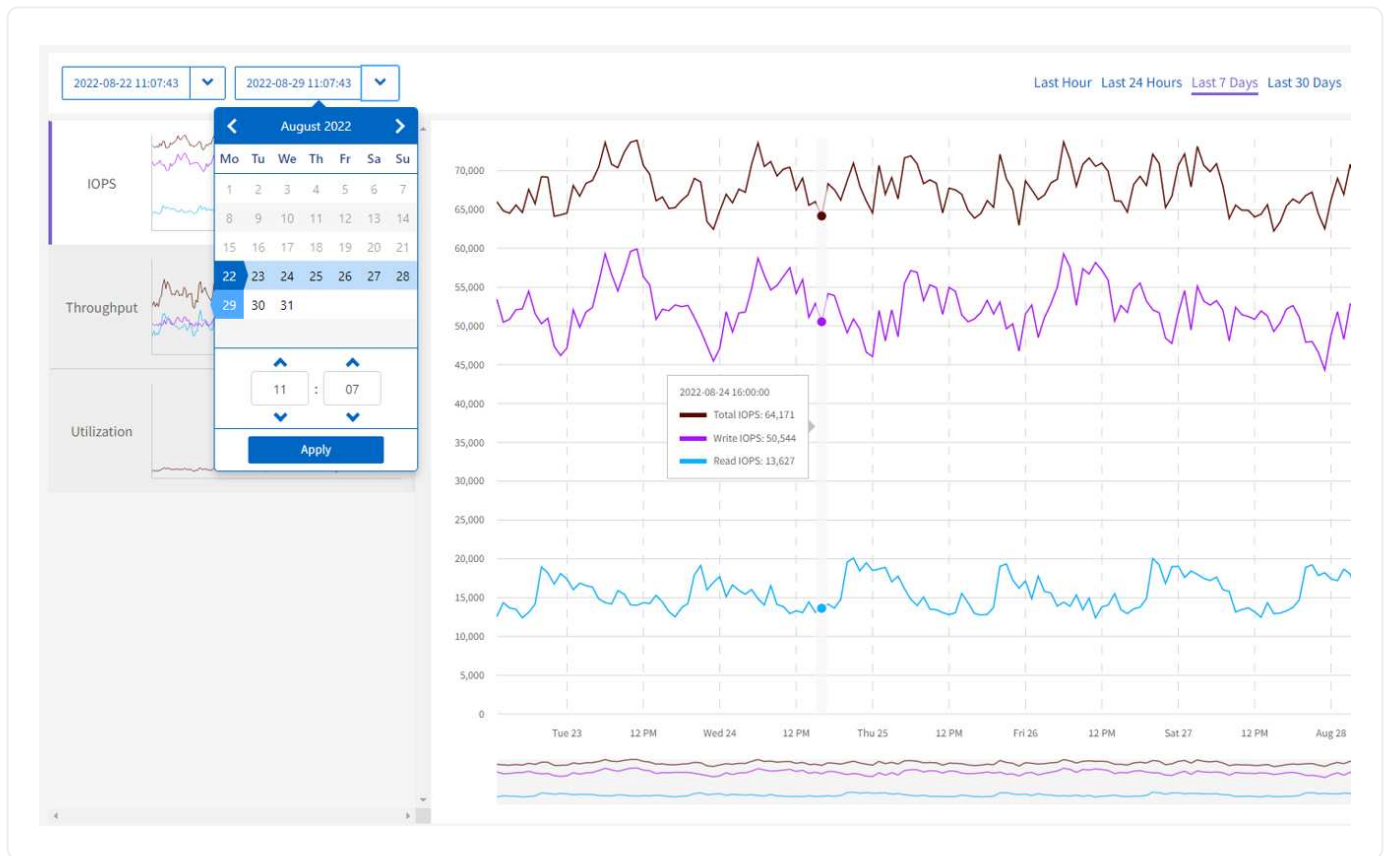 2022-08-22 11:07:43 2022-08-29 11:07:43 Last Hour Last 24 Hours Last 7 Days Last 30 Days
August 2022
Mo Tu We Th Fr Sa Su
1 2 3 4 5 6 7
8 9 10 11 12 13 14
15 16 17 18 19 20 21
22 23 24 25 26 27 28
29 30 31
11 : 07
Apply
IOPS
Throughput
Utilization
70,000
65,000
60,000
55,000
50,000
45,000
40,000
35,000
30,000
25,000
20,000
15,000
10,000
5,000
0
2022-08-24 16:00:00
Total IOPS: 64,171
Write IOPS: 50,544
Read IOPS: 13,627
Tue 23 12 PM Wed 24 12 PM Thu 25 12 PM Fri 26 12 PM Sat 27 12 PM Aug 28